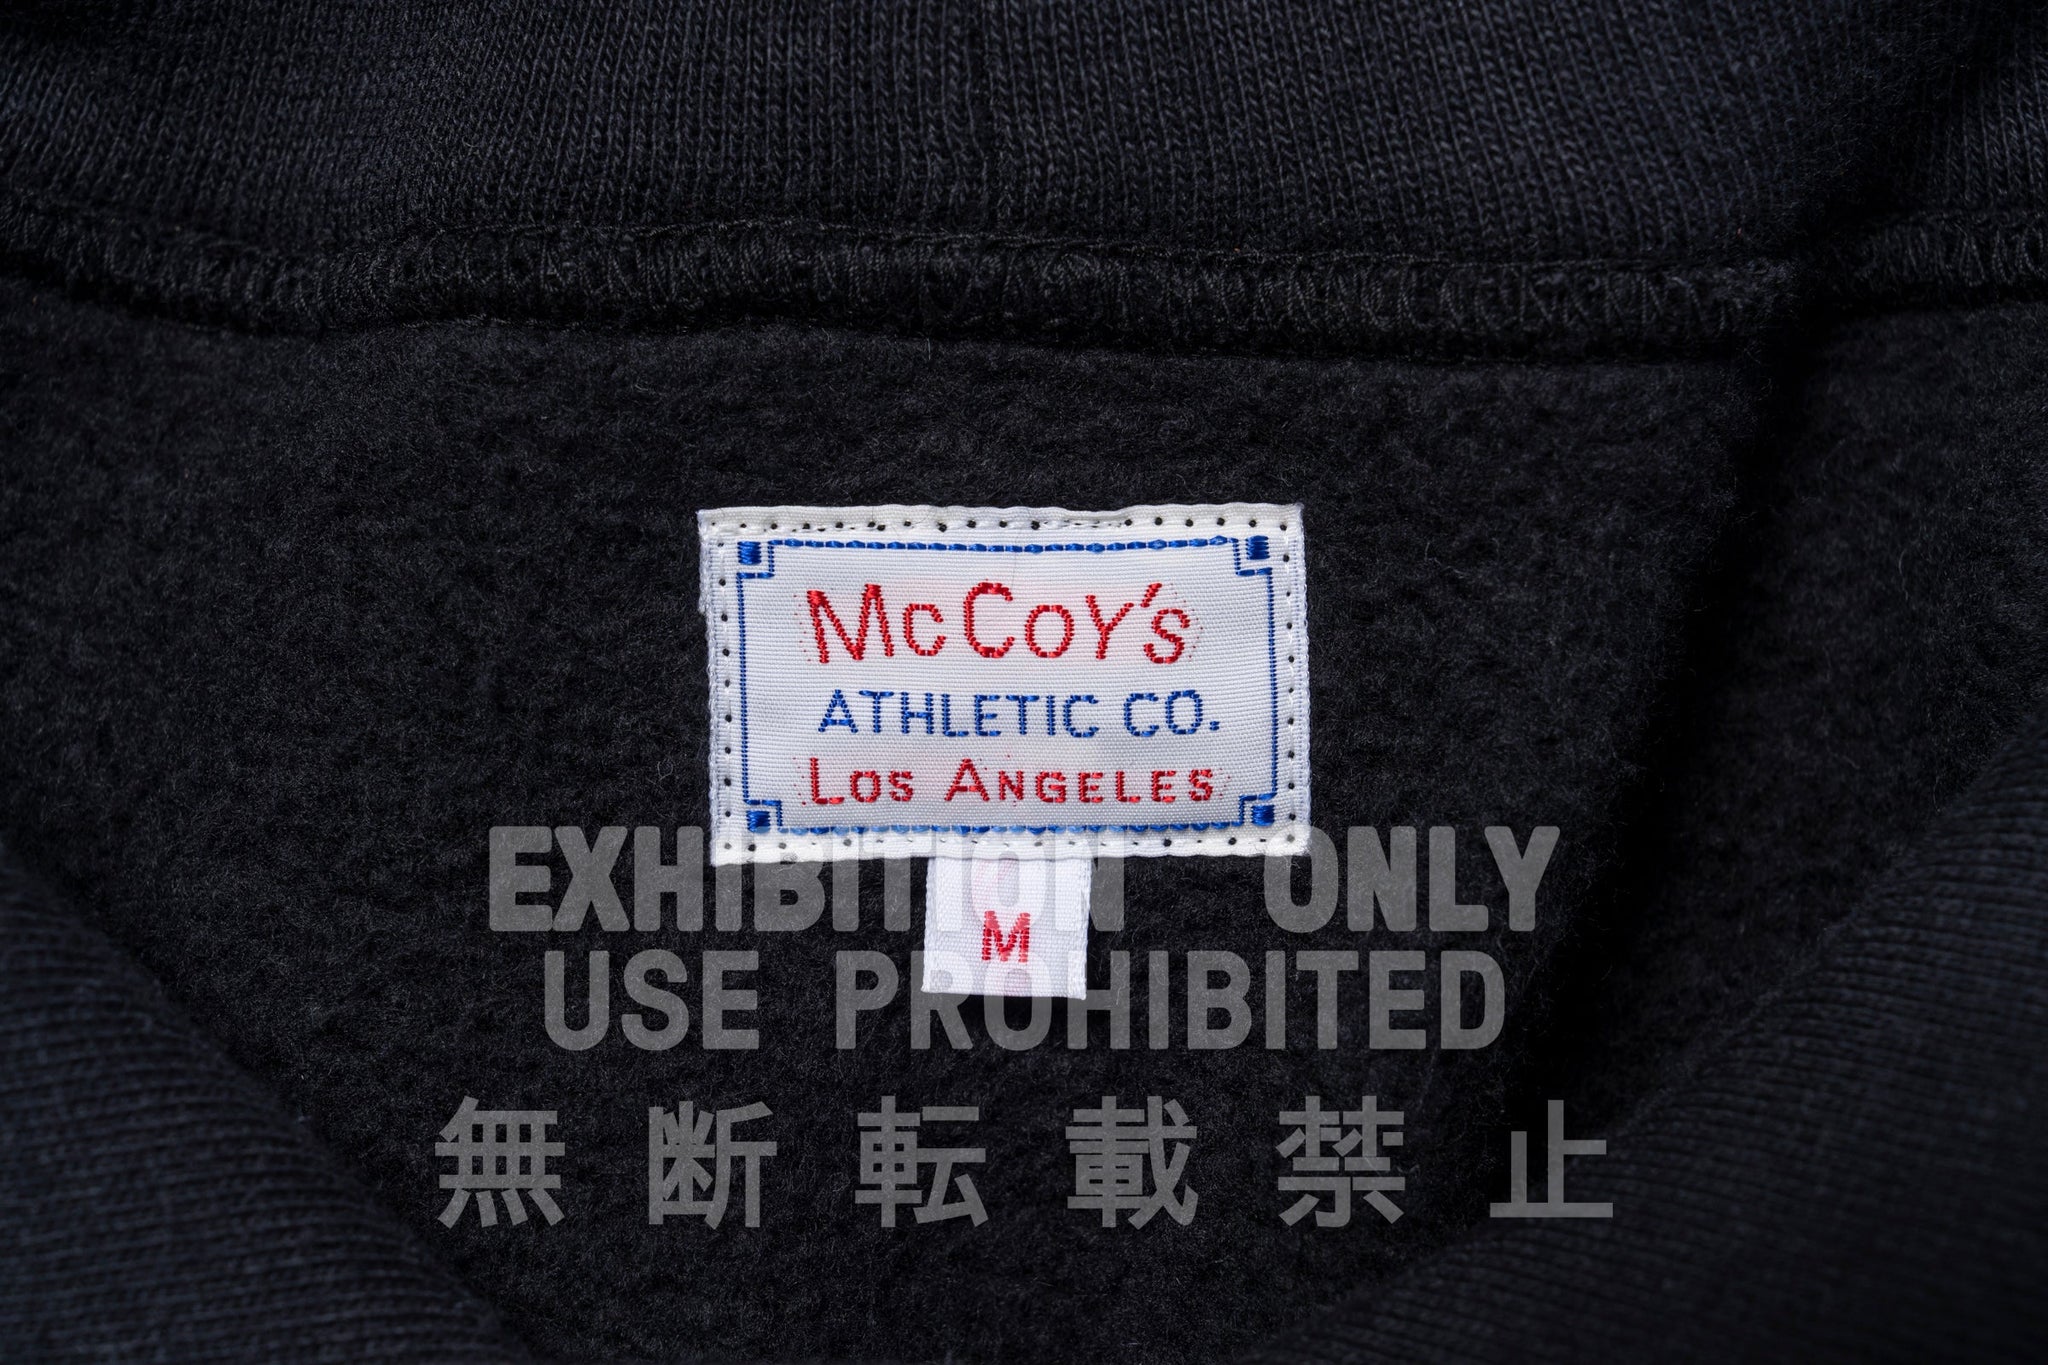 McCoy's
ATHLETIC CO.
LOS ANGELES
M
EXHIBITION ONLY
USE PROHIBITED
無断転載禁止